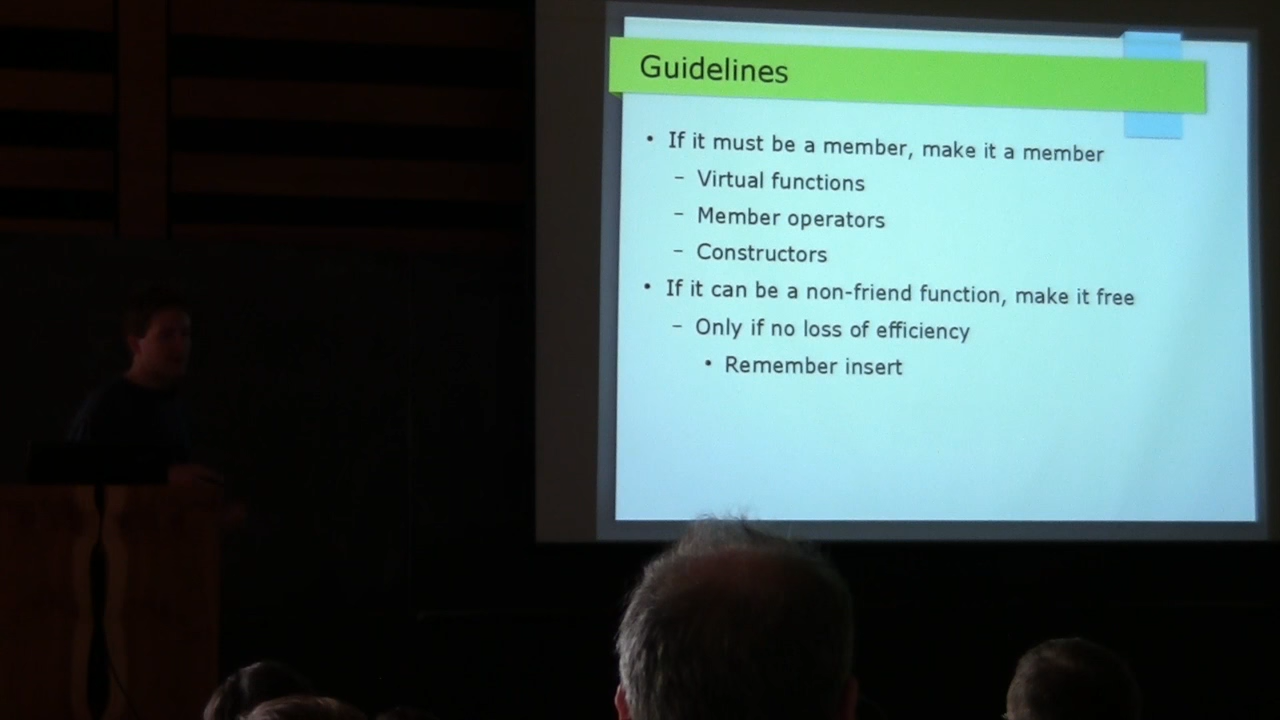 Guidelines
• If it must be a member, make it a member
– Virtual functions
– Member operators
– Constructors
• If it can be a non-friend function, make it free
– Only if no loss of efficiency
• Remember insert